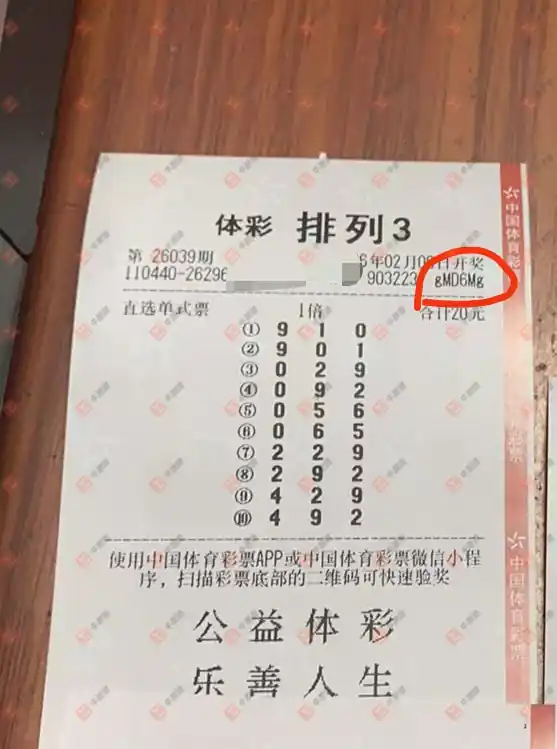 体彩 排列3
第 26039期 6年02月0 日开奖
110440-26296 903223 gMD6Mg
直选单式票 1倍 合计20元
① 9 1 0
② 9 0 1
③ 0 2 9
④ 0 9 2
⑤ 0 5 6
⑥ 0 6 5
⑦ 2 2 9
⑧ 2 9 2
⑨ 4 2 9
⑩ 4 9 2
使用中国体育彩票APP或中国体育彩票微信小程
序，扫描彩票底部的二维码可快速验奖
公益体彩
乐善人生
中国体育彩
彩票
中国体育彩票